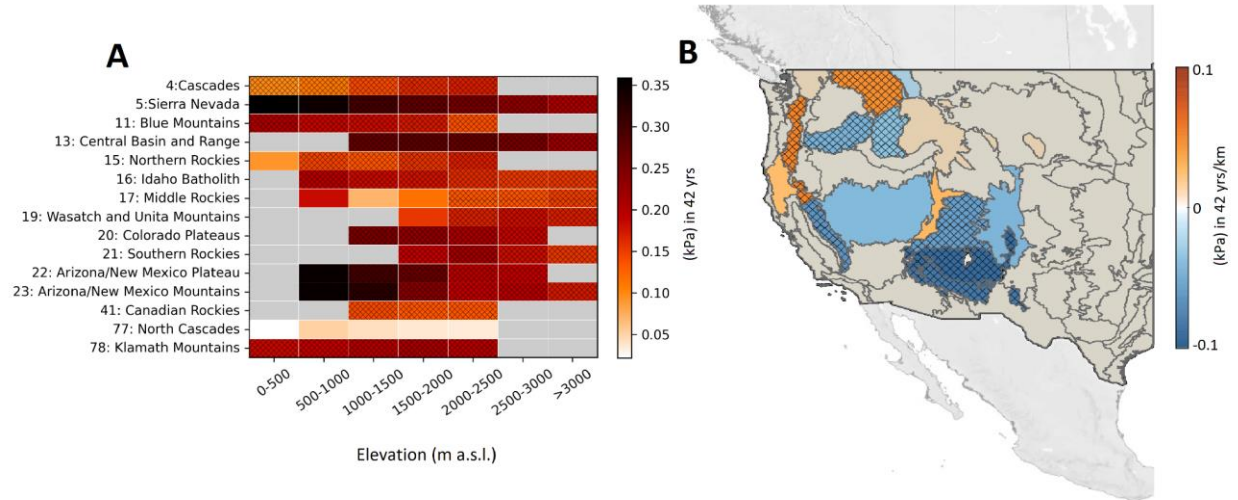 A
4:Cascades
5:Sierra Nevada
11: Blue Mountains
13: Central Basin and Range
15: Northern Rockies
16: Idaho Batholith
17: Middle Rockies
19: Wasatch and Unita Mountains
20: Colorado Plateaus
21: Southern Rockies
22: Arizona/New Mexico Plateau
23: Arizona/New Mexico Mountains
41: Canadian Rockies
77: North Cascades
78: Klamath Mountains
0-500
500-1000
1000-1500
1500-2000
2000-2500
2500-3000
>3000
Elevation (m a.s.l.)
0.35
0.30
0.25
0.20
0.15
0.10
0.05
(kPa) in 42 yrs
B
0.1
0
-0.1
(kPa) in 42 yrs/km